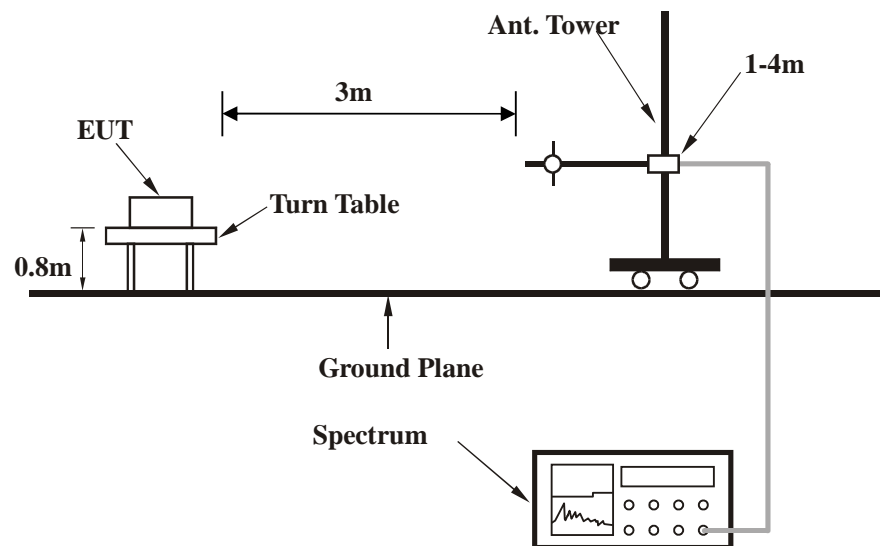 Ant. Tower
1-4m
3m
EUT
Turn Table
0.8m
Ground Plane
Spectrum